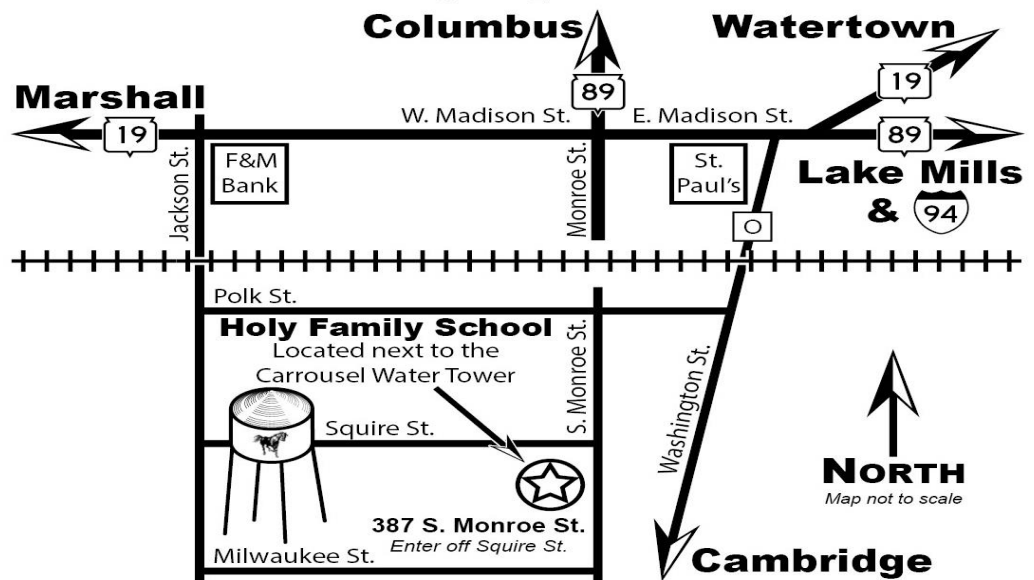 Columbus
Watertown
Marshall
19
89
19
W. Madison St.
E. Madison St.
89
Lake Mills
& 94
F&M
Bank
St.
Paul's
Jackson St.
Monroe St.
O
Polk St.
Holy Family School
Located next to the
Carrousel Water Tower
S. Monroe St.
Washington St.
Squire St.
387 S. Monroe St.
Enter off Squire St.
Milwaukee St.
NORTH
Map not to scale
Cambridge